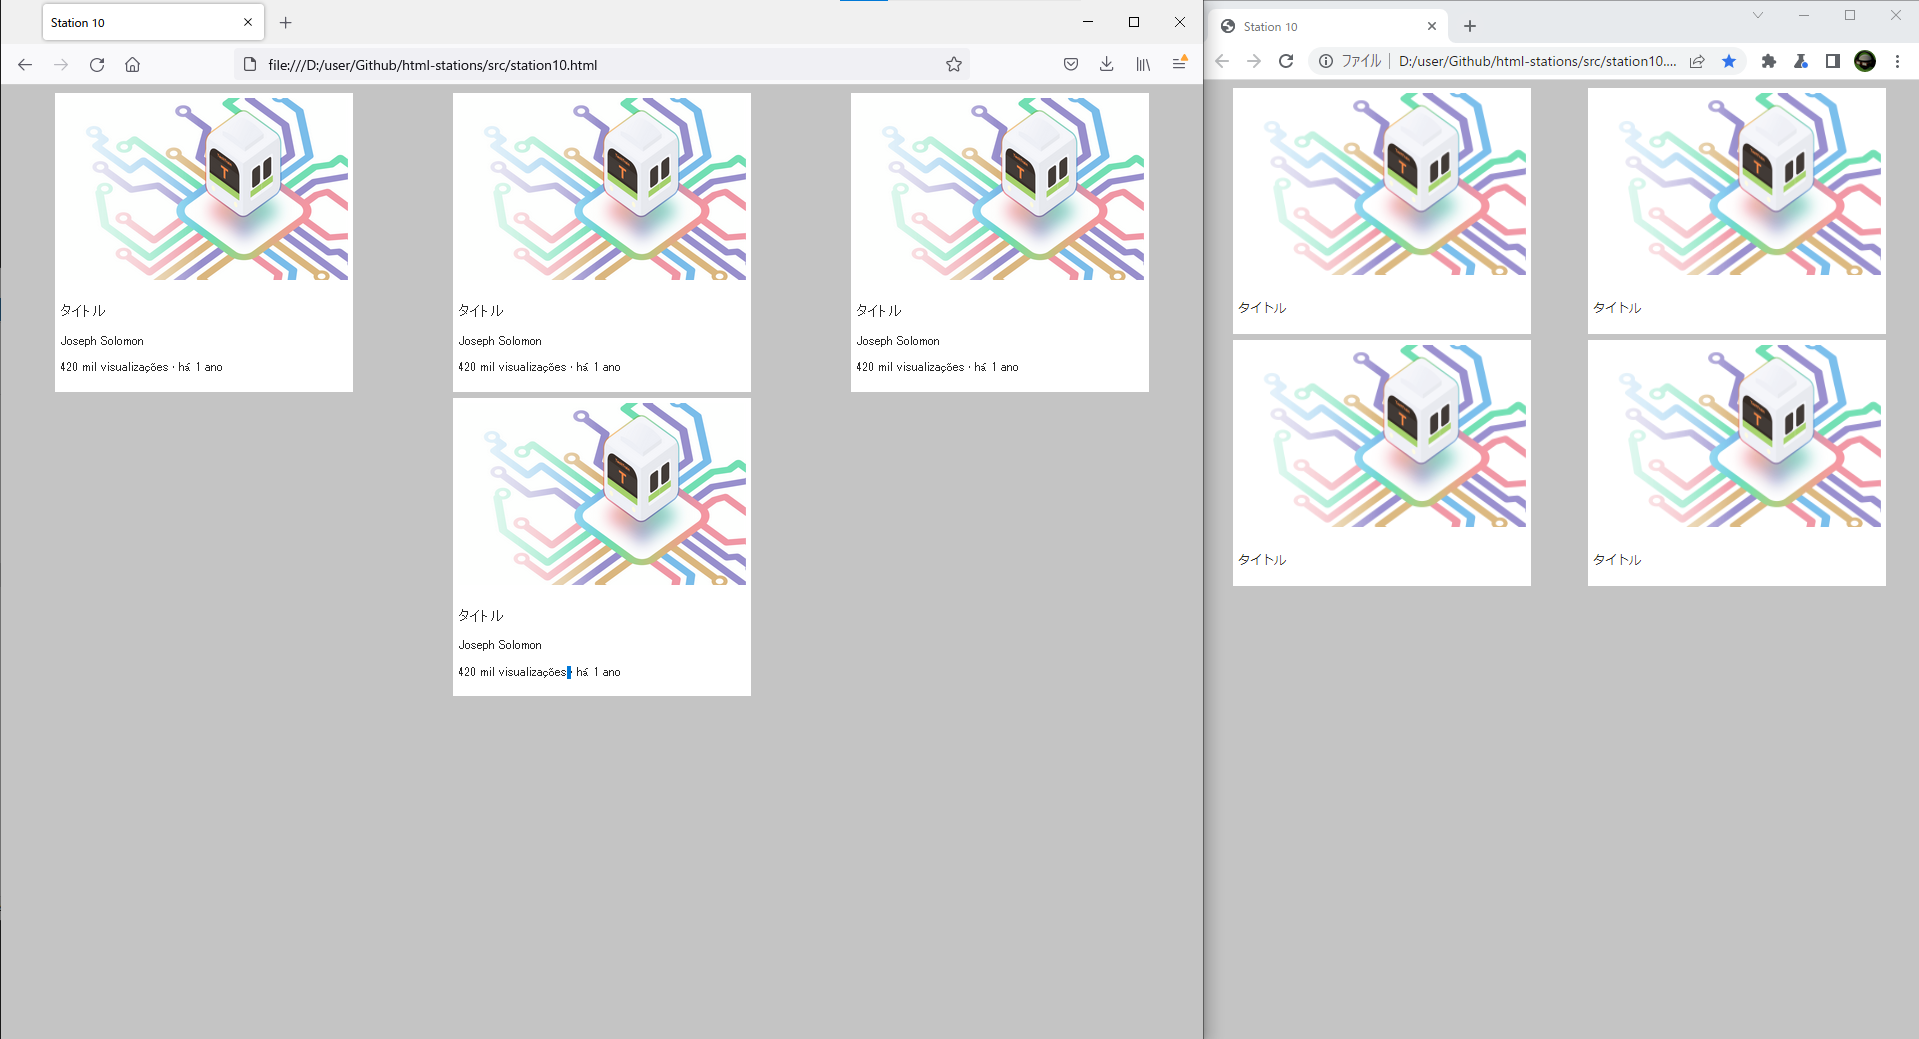 Station 10
file:///D:/user/Github/html-stations/src/station10.html
タイトル
Joseph Solomon
420 mil visualizações · há 1 ano
タイトル
Joseph Solomon
420 mil visualizações · há 1 ano
タイトル
Joseph Solomon
420 mil visualizações · há 1 ano
タイトル
Joseph Solomon
420 mil visualizações · há 1 ano
Station 10
ファイル D:/user/Github/html-stations/src/station10....
タイトル
タイトル
タイトル
タイトル